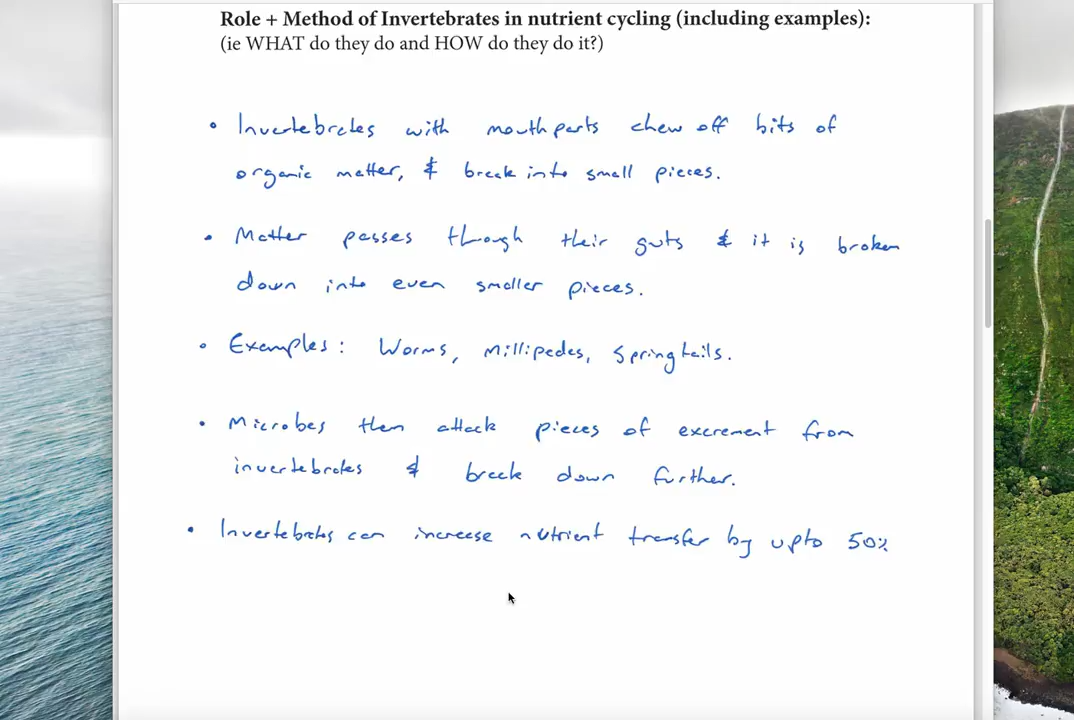 Role + Method of Invertebrates in nutrient cycling (including examples):
(ie WHAT do they do and HOW do they do it?)
• Invertebrates with mouthparts chew off bits of
organic matter, & break into small pieces.
• Matter passes through their guts & it is broken
down into even smaller pieces.
• Examples: Worms, Millipedes, Springtails.
• Microbes then attack pieces of excrement from
invertebrates & break down further.
• Invertebrates can increase nutrient transfer by upto 50%